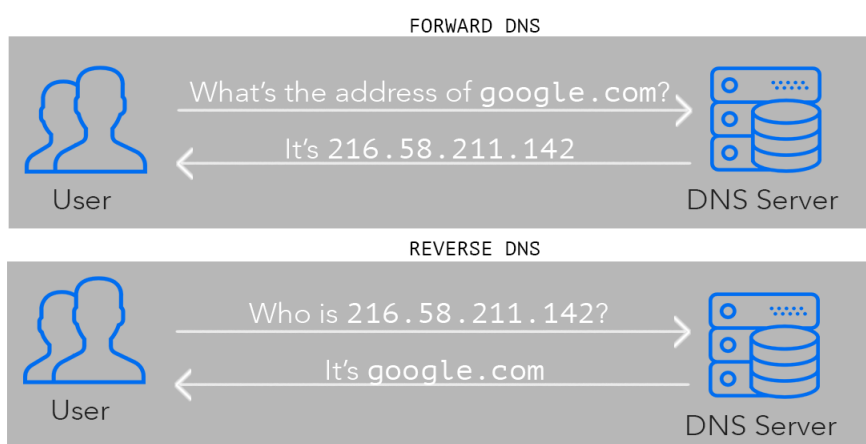 FORWARD DNS
What's the address of google.com?
It's 216.58.211.142
User
DNS Server
REVERSE DNS
Who is 216.58.211.142?
It's google.com
User
DNS Server